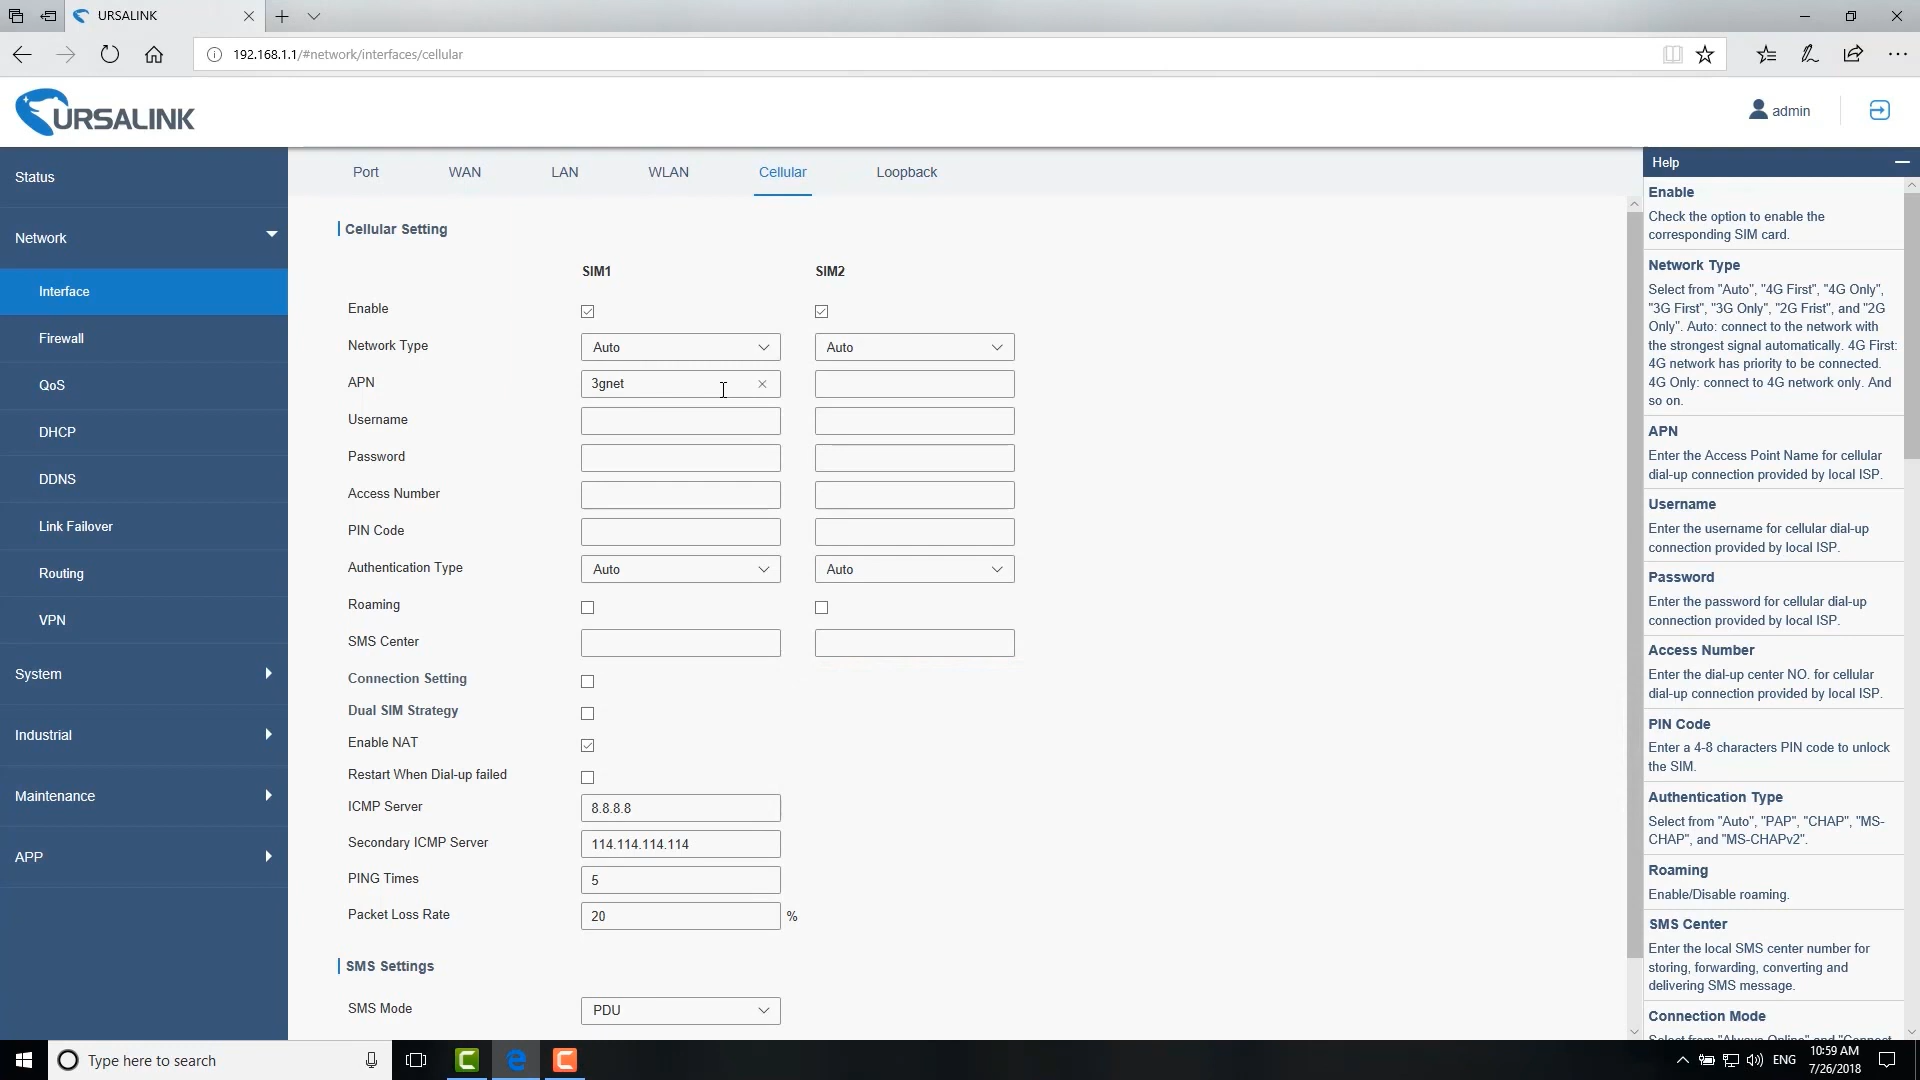 URSALINK
192.168.1.1/#network/interfaces/cellular
URSALINK
admin
Status
Network
Interface
Firewall
QoS
DHCP
DDNS
Link Failover
Routing
VPN
System
Industrial
Maintenance
APP
Port WAN LAN WLAN Cellular Loopback
Cellular Setting
SIM1 SIM2
Enable
Network Type Auto Auto
APN 3gnet
Username
Password
Access Number
PIN Code
Authentication Type Auto Auto
Roaming
SMS Center
Connection Setting
Dual SIM Strategy
Enable NAT
Restart When Dial-up failed
ICMP Server 8.8.8.8
Secondary ICMP Server 114.114.114.114
PING Times 5
Packet Loss Rate 20 %
SMS Settings
SMS Mode PDU
Help
Enable
Check the option to enable the
corresponding SIM card.
Network Type
Select from "Auto", "4G First", "4G Only",
"3G First", "3G Only", "2G Frist", and "2G
Only". Auto: connect to the network with
the strongest signal automatically. 4G First:
4G network has priority to be connected.
4G Only: connect to 4G network only. And
so on.
APN
Enter the Access Point Name for cellular
dial-up connection provided by local ISP.
Username
Enter the username for cellular dial-up
connection provided by local ISP.
Password
Enter the password for cellular dial-up
connection provided by local ISP.
Access Number
Enter the dial-up center NO. for cellular
dial-up connection provided by local ISP.
PIN Code
Enter a 4-8 characters PIN code to unlock
the SIM.
Authentication Type
Select from "Auto", "PAP", "CHAP", "MS-
CHAP", and "MS-CHAPv2".
Roaming
Enable/Disable roaming.
SMS Center
Enter the local SMS center number for
storing, forwarding, converting and
delivering SMS message.
Connection Mode
Select from "Always Online" and "Connect
Type here to search
ENG
10:59 AM
7/26/2018